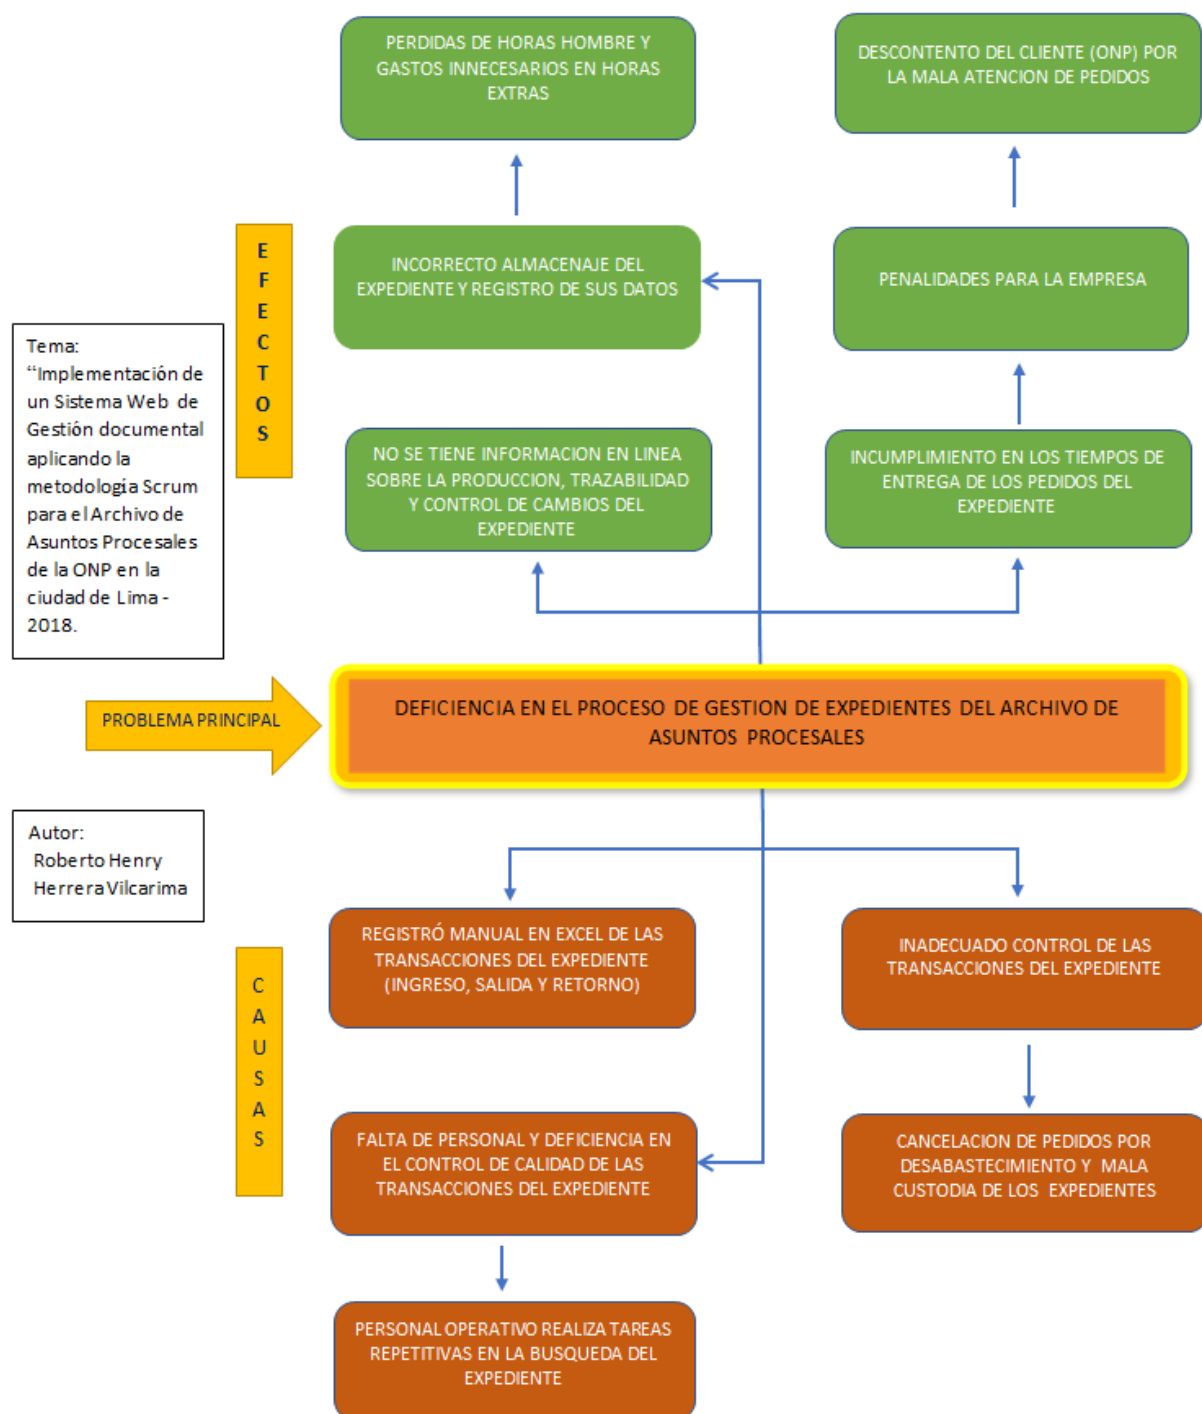 PERDIDAS DE HORAS HOMBRE Y
GASTOS INNECESARIOS EN HORAS
EXTRAS
DESCONTENTO DEL CLIENTE (ONP) POR
LA MALA ATENCION DE PEDIDOS
E
F
E
C
T
O
S
INCORRECTO ALMACENAJE DEL
EXPEDIENTE Y REGISTRO DE SUS DATOS
PENALIDADES PARA LA EMPRESA
Tema:
“Implementación de
un Sistema Web de
Gestión documental
aplicando la
metodología Scrum
para el Archivo de
Asuntos Procesales
de la ONP en la
ciudad de Lima -
2018.
NO SE TIENE INFORMACION EN LINEA
SOBRE LA PRODUCCION, TRAZABILIDAD
Y CONTROL DE CAMBIOS DEL
EXPEDIENTE
INCUMPLIMIENTO EN LOS TIEMPOS DE
ENTREGA DE LOS PEDIDOS DEL
EXPEDIENTE
PROBLEMA PRINCIPAL
DEFICIENCIA EN EL PROCESO DE GESTION DE EXPEDIENTES DEL ARCHIVO DE
ASUNTOS PROCESALES
Autor:
Roberto Henry
Herrera Vilcarima
C
A
U
S
A
S
REGISTRÓ MANUAL EN EXCEL DE LAS
TRANSACCIONES DEL EXPEDIENTE
(INGRESO, SALIDA Y RETORNO)
INADECUADO CONTROL DE LAS
TRANSACCIONES DEL EXPEDIENTE
FALTA DE PERSONAL Y DEFICIENCIA EN
EL CONTROL DE CALIDAD DE LAS
TRANSACCIONES DEL EXPEDIENTE
CANCELACION DE PEDIDOS POR
DESABASTECIMIENTO Y MALA
CUSTODIA DE LOS EXPEDIENTES
PERSONAL OPERATIVO REALIZA TAREAS
REPETITIVAS EN LA BUSQUEDA DEL
EXPEDIENTE